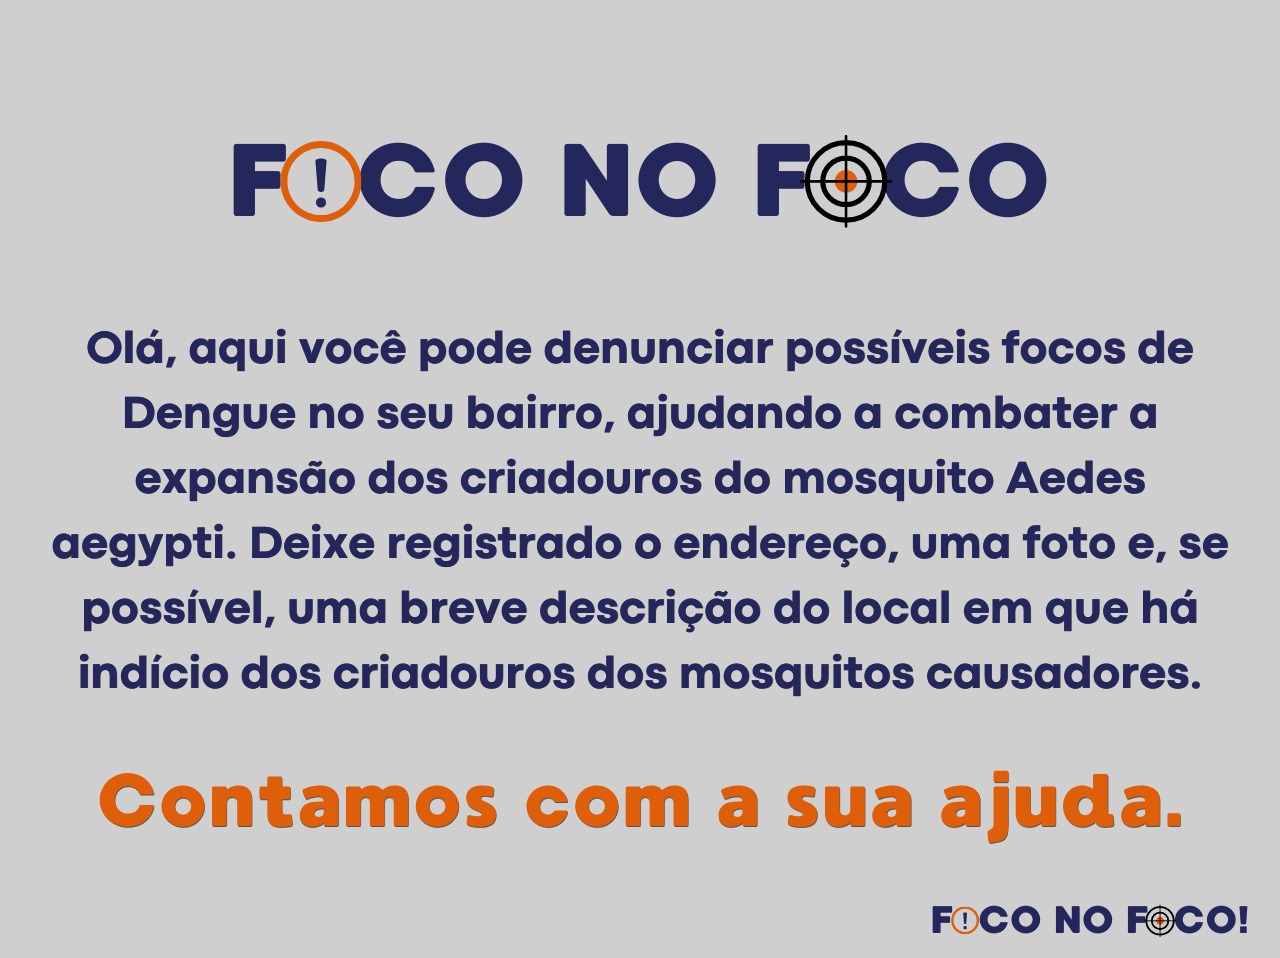 FOCO NO FOCO
Olá, aqui você pode denunciar possíveis focos de
Dengue no seu bairro, ajudando a combater a
expansão dos criadouros do mosquito Aedes
aegypti. Deixe registrado o endereço, uma foto e, se
possível, uma breve descrição do local em que há
indício dos criadouros dos mosquitos causadores.
Contamos com a sua ajuda.
FOCO NO FOCO!